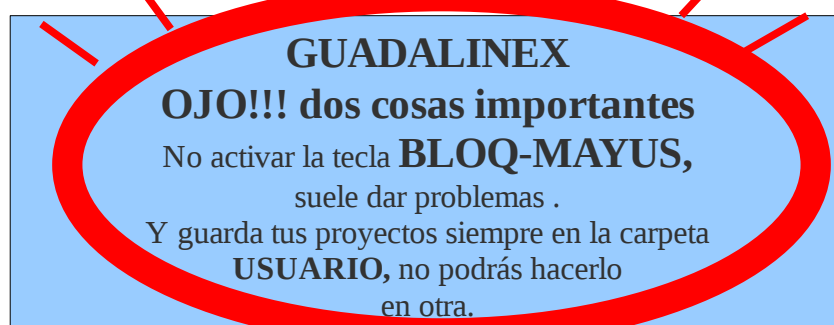 GUADALINEX
OJO!!! dos cosas importantes
No activar la tecla BLOQ-MAYUS,
suele dar problemas .
Y guarda tus proyectos siempre en la carpeta
USUARIO, no podrás hacerlo
en otra.